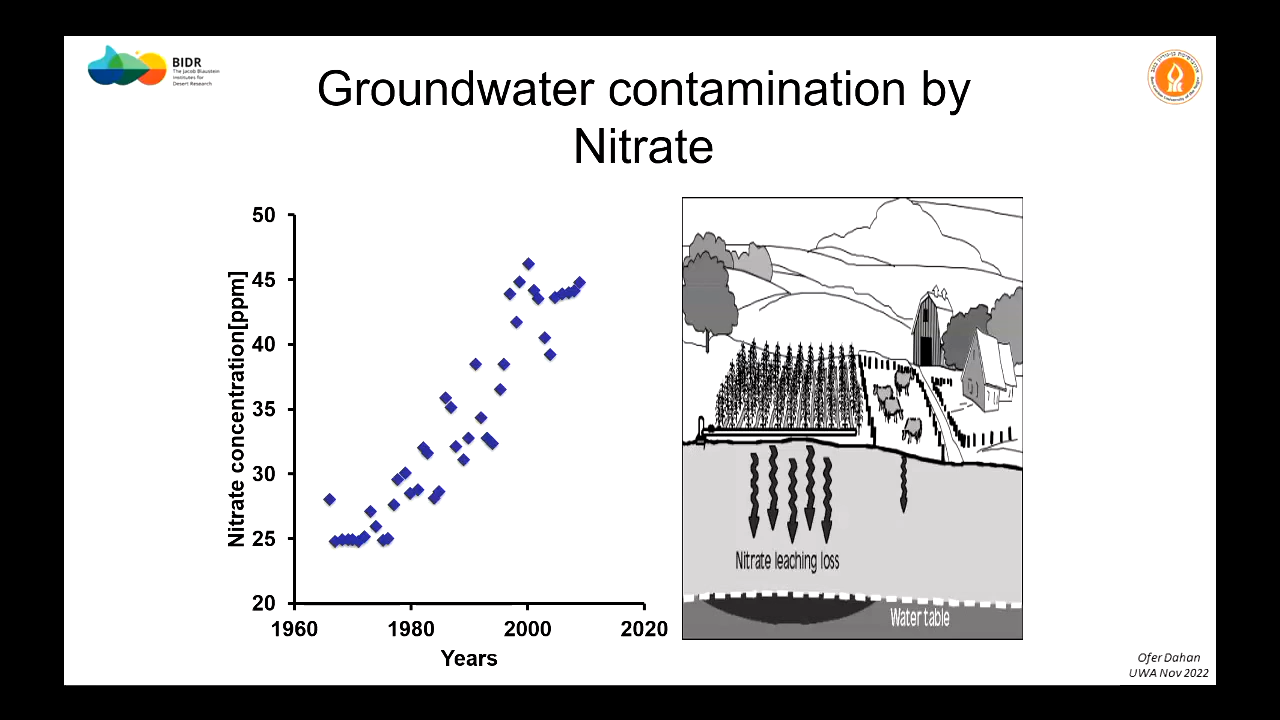 BIDR
The Jacob Blaustein
Institutes for
Desert Research
Groundwater contamination by
Nitrate
50
45
40
35
30
25
20
Nitrate concentration[ppm]
1960
1980
2000
2020
Years
Nitrate leaching loss
Water table
Ofer Dahan
UWA Nov 2022